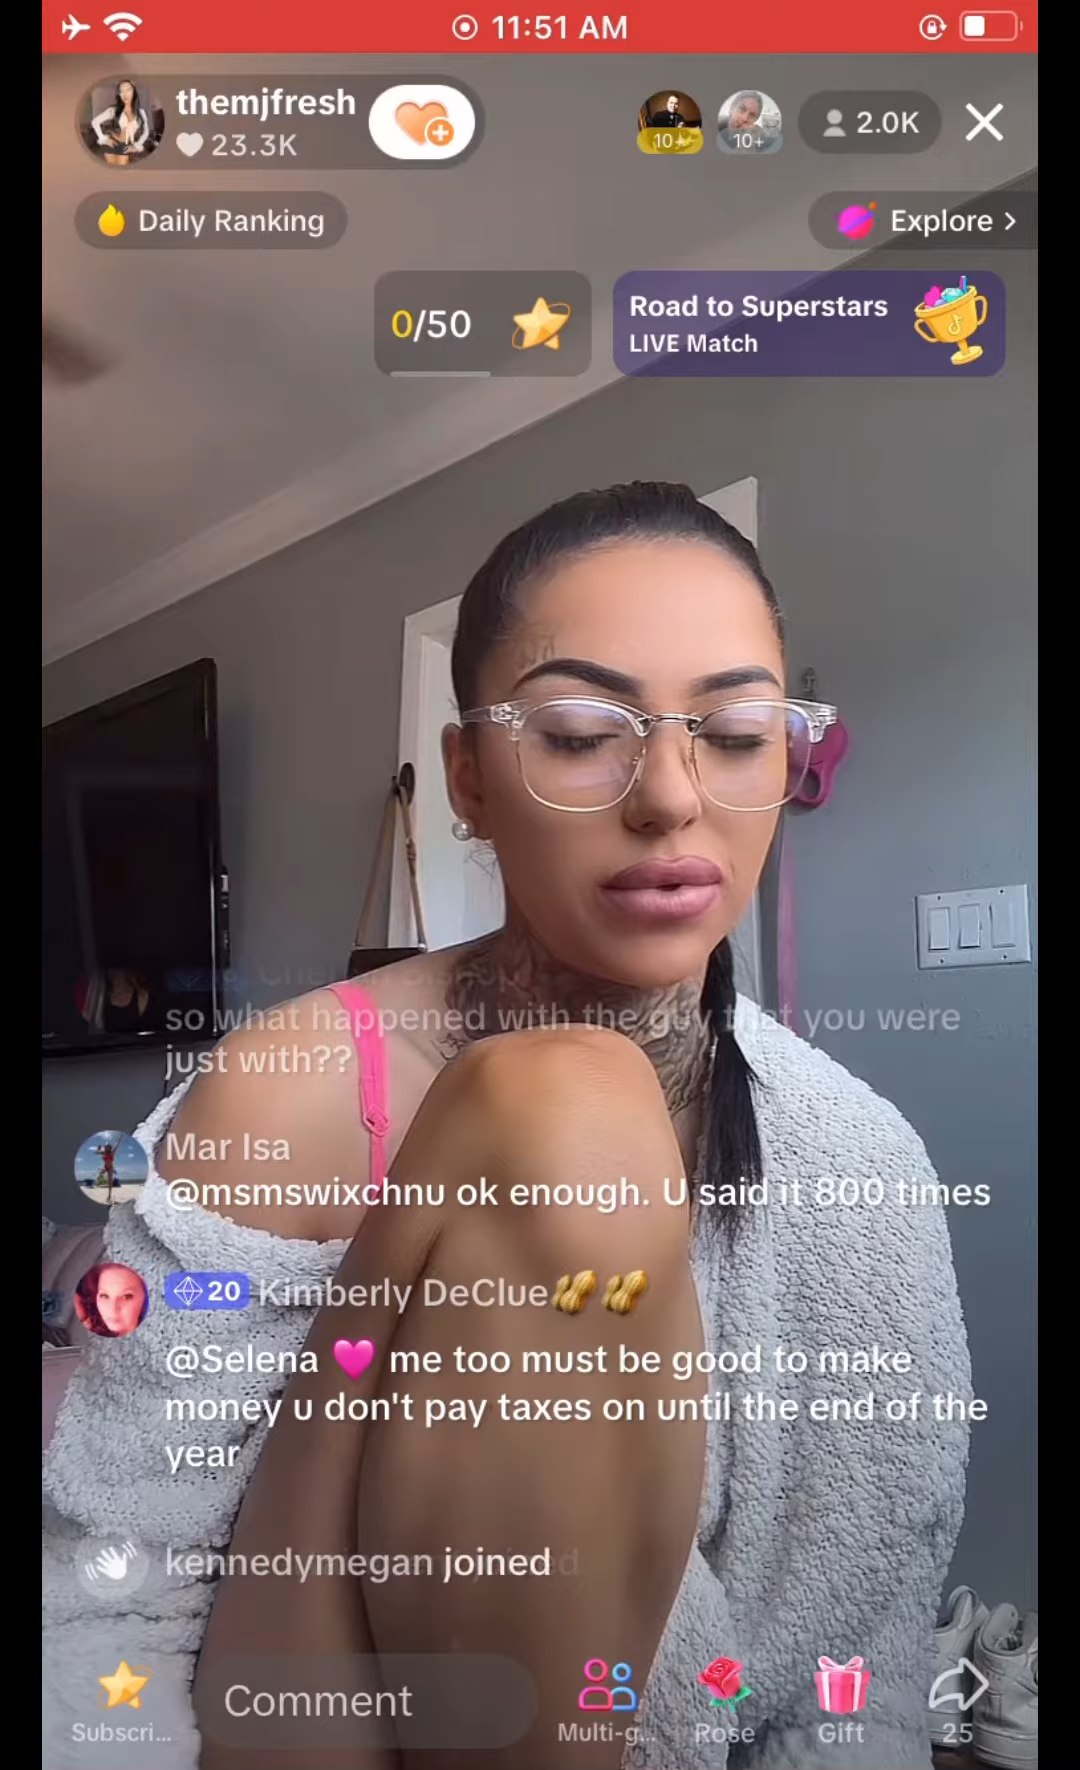 11:51 AM
themjfresh
23.3K
10+
10+
2.0K
Daily Ranking
Explore >
0/50
Road to Superstars
LIVE Match
so what happened with the guy that you were
just with??
Mar Isa
@msmswixchnu ok enough. U said it 800 times
20 Kimberly DeClue🥜🥜
@Selena 💗 me too must be good to make
money u don't pay taxes on until the end of the
year
kennedymegan joined
Comment
Subscri...
Multi-g...
Rose
Gift
25